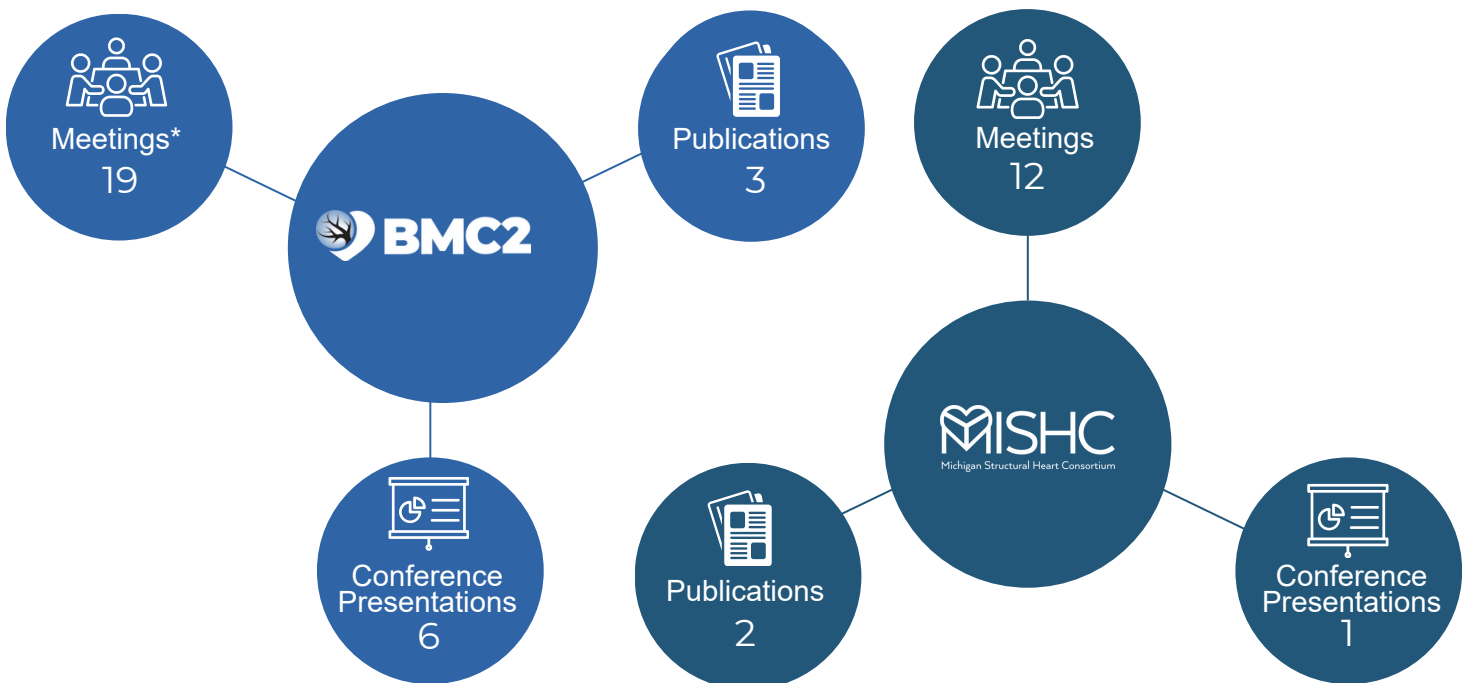 Meetings*
19
BMC2
Publications
3
Conference
Presentations
6
Meetings
12
MISHC
Michigan Structural Heart Consortium
Publications
2
Conference
Presentations
1